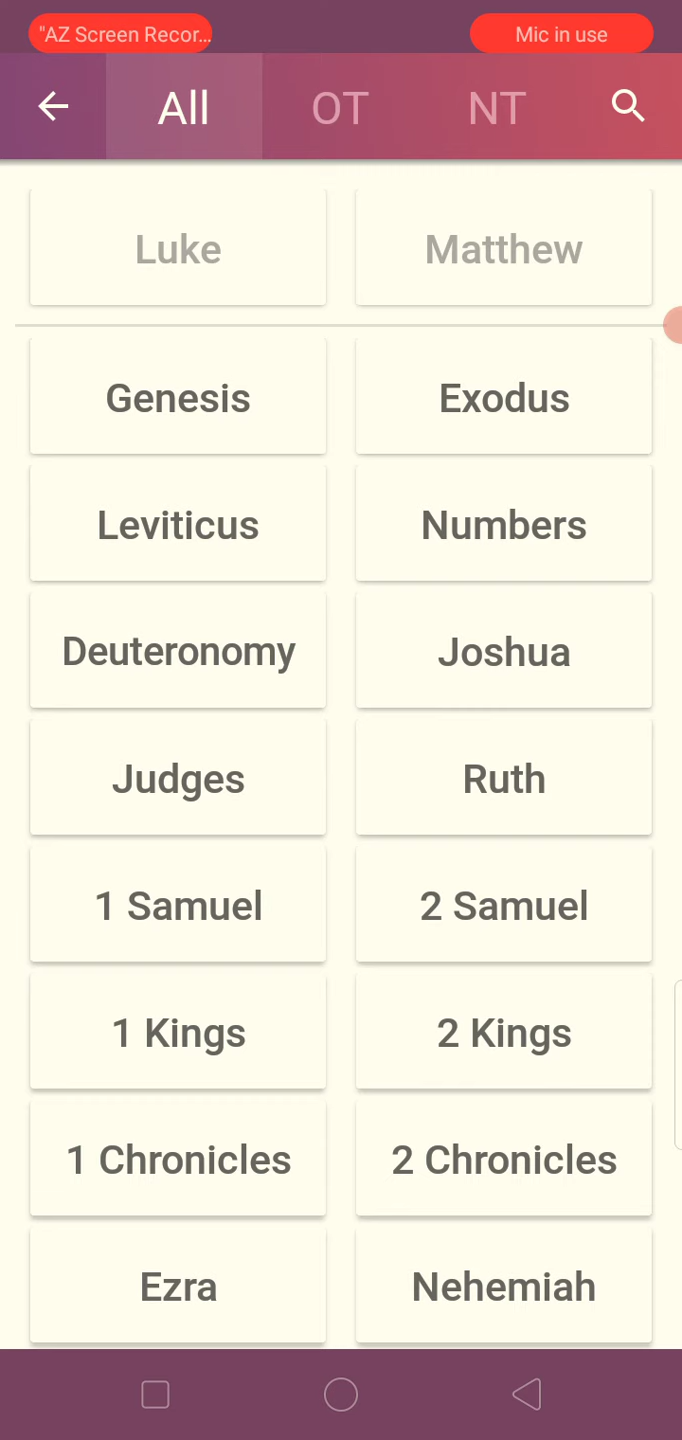 "AZ Screen Recor... Mic in use
All OT NT
Luke Matthew
Genesis Exodus
Leviticus Numbers
Deuteronomy Joshua
Judges Ruth
1 Samuel 2 Samuel
1 Kings 2 Kings
1 Chronicles 2 Chronicles
Ezra Nehemiah